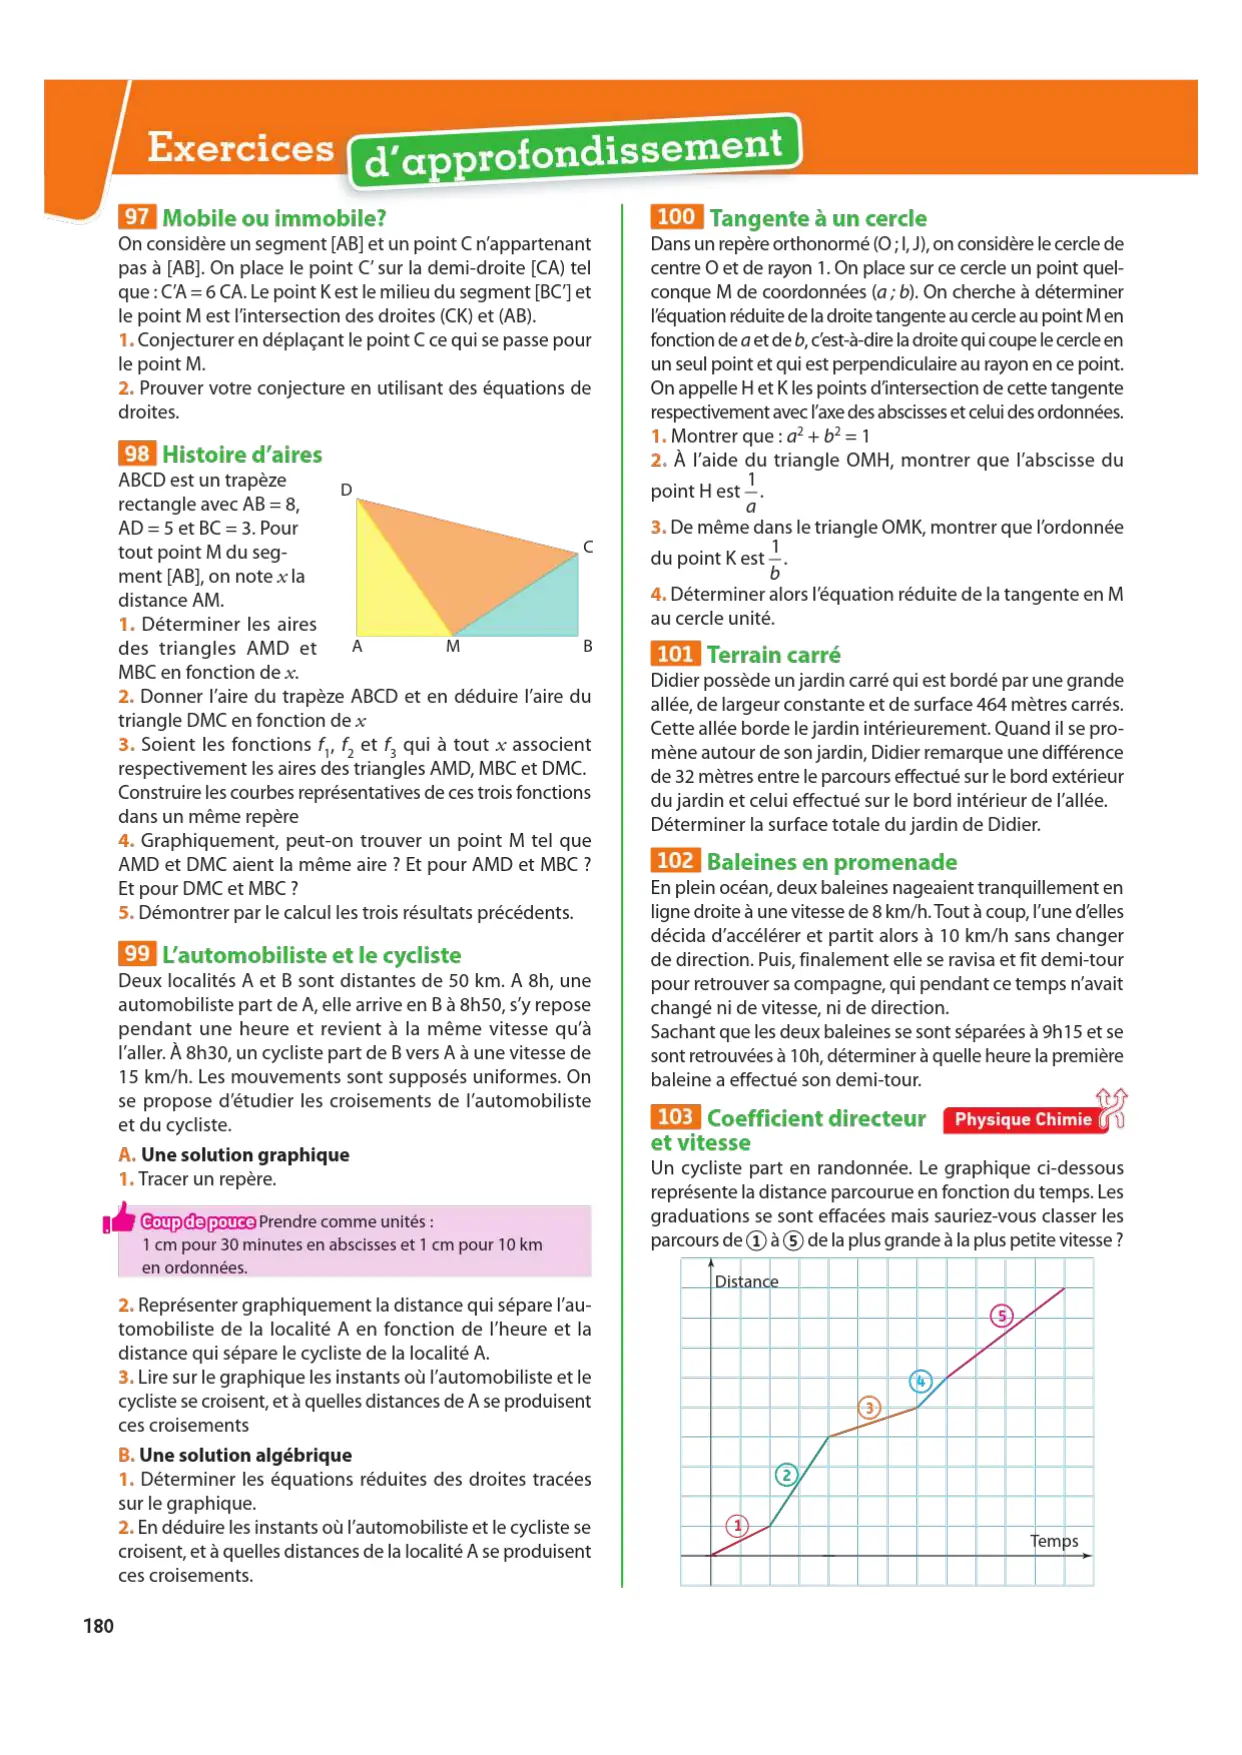 Exercices d'approfondissement
97 Mobile ou immobile?
On considère un segment [AB] et un point C n'appartenant
pas à [AB]. On place le point C' sur la demi-droite [CA) tel
que : C'A = 6 CA. Le point K est le milieu du segment [BC'] et
le point M est l'intersection des droites (CK) et (AB).
1. Conjecturer en déplaçant le point C ce qui se passe pour
le point M.
2. Prouver votre conjecture en utilisant des équations de
droites.
98 Histoire d'aires
ABCD est un trapèze
rectangle avec AB = 8,
AD = 5 et BC = 3. Pour
tout point M du seg-
ment [AB], on note x la
distance AM.
1. Déterminer les aires
des triangles AMD et
MBC en fonction de x.
D
C
A
M
B
2. Donner l'aire du trapèze ABCD et en déduire l'aire du
triangle DMC en fonction de x
3. Soient les fonctions f₁, f₂ et f₃ qui à tout x associent
respectivement les aires des triangles AMD, MBC et DMC.
Construire les courbes représentatives de ces trois fonctions
dans un même repère
4. Graphiquement, peut-on trouver un point M tel que
AMD et DMC aient la même aire ? Et pour AMD et MBC ?
Et pour DMC et MBC ?
5. Démontrer par le calcul les trois résultats précédents.
99 L'automobiliste et le cycliste
Deux localités A et B sont distantes de 50 km. A 8h, une
automobiliste part de A, elle arrive en B à 8h50, s'y repose
pendant une heure et revient à la même vitesse qu'à
l'aller. À 8h30, un cycliste part de B vers A à une vitesse de
15 km/h. Les mouvements sont supposés uniformes. On
se propose d'étudier les croisements de l'automobiliste
et du cycliste.
A. Une solution graphique
1. Tracer un repère.
Coup de pouce Prendre comme unités :
1 cm pour 30 minutes en abscisses et 1 cm pour 10 km
en ordonnées.
2. Représenter graphiquement la distance qui sépare l'au-
tomobiliste de la localité A en fonction de l'heure et la
distance qui sépare le cycliste de la localité A.
3. Lire sur le graphique les instants où l'automobiliste et le
cycliste se croisent, et à quelles distances de A se produisent
ces croisements
B. Une solution algébrique
1. Déterminer les équations réduites des droites tracées
sur le graphique.
2. En déduire les instants où l'automobiliste et le cycliste se
croisent, et à quelles distances de la localité A se produisent
ces croisements.
100 Tangente à un cercle
Dans un repère orthonormé (O ; I, J), on considère le cercle de
centre O et de rayon 1. On place sur ce cercle un point quel-
conque M de coordonnées (a ; b). On cherche à déterminer
l'équation réduite de la droite tangente au cercle au point M en
fonction de a et de b, c'est-à-dire la droite qui coupe le cercle en
un seul point et qui est perpendiculaire au rayon en ce point.
On appelle H et K les points d'intersection de cette tangente
respectivement avec l'axe des abscisses et celui des ordonnées.
1. Montrer que : a² + b² = 1
2. À l'aide du triangle OMH, montrer que l'abscisse du
point H est 1/a.
3. De même dans le triangle OMK, montrer que l'ordonnée
du point K est 1/b.
4. Déterminer alors l'équation réduite de la tangente en M
au cercle unité.
101 Terrain carré
Didier possède un jardin carré qui est bordé par une grande
allée, de largeur constante et de surface 464 mètres carrés.
Cette allée borde le jardin intérieurement. Quand il se pro-
mène autour de son jardin, Didier remarque une différence
de 32 mètres entre le parcours effectué sur le bord extérieur
du jardin et celui effectué sur le bord intérieur de l'allée.
Déterminer la surface totale du jardin de Didier.
102 Baleines en promenade
En plein océan, deux baleines nageaient tranquillement en
ligne droite à une vitesse de 8 km/h. Tout à coup, l'une d'elles
décida d'accélérer et partit alors à 10 km/h sans changer
de direction. Puis, finalement elle se ravisa et fit demi-tour
pour retrouver sa compagne, qui pendant ce temps n'avait
changé ni de vitesse, ni de direction.
Sachant que les deux baleines se sont séparées à 9h15 et se
sont retrouvées à 10h, déterminer à quelle heure la première
baleine a effectué son demi-tour.
103 Coefficient directeur Physique Chimie
et vitesse
Un cycliste part en randonnée. Le graphique ci-dessous
représente la distance parcourue en fonction du temps. Les
graduations se sont effacées mais sauriez-vous classer les
parcours de ① à ⑤ de la plus grande à la plus petite vitesse ?
Distance
5
4
3
2
1
Temps
180